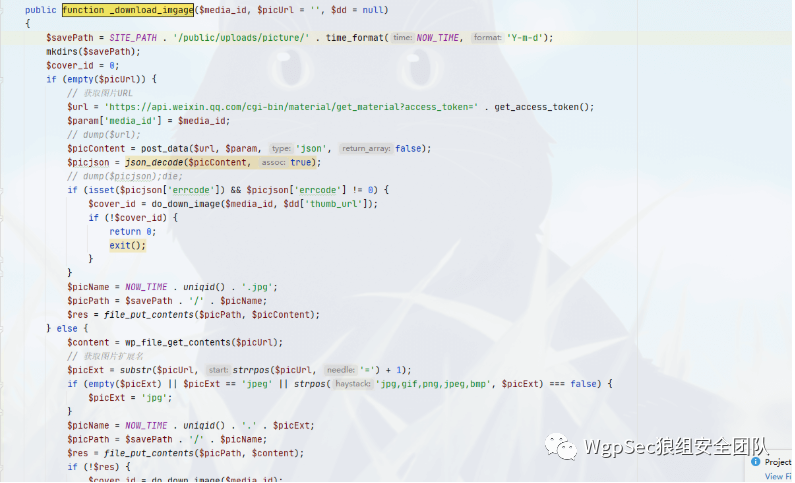 public function _download_imgage($media_id, $picUrl = '', $dd = null)
{
$savePath = SITE_PATH . '/public/uploads/picture/' . time_format( time: NOW_TIME, format: 'Y-m-d');
mkdirs($savePath);
$cover_id = 0;
if (empty($picUrl)) {
// 获取图片URL
$url = 'https://api.weixin.qq.com/cgi-bin/material/get_material?access_token=' . get_access_token();
$param['media_id'] = $media_id;
// dump($url);
$picContent = post_data($url, $param, type: 'json', return_array: false);
$picjson = json_decode($picContent, assoc: true);
// dump($picjson);die;
if (isset($picjson['errcode']) && $picjson['errcode'] != 0) {
$cover_id = do_down_image($media_id, $dd['thumb_url']);
if (!$cover_id) {
return 0;
exit();
}
}
$picName = NOW_TIME . uniqid() . '.jpg';
$picPath = $savePath . '/' . $picName;
$res = file_put_contents($picPath, $picContent);
} else {
$content = wp_file_get_contents($picUrl);
// 获取图片扩展名
$picExt = substr($picUrl, start: strrpos($picUrl, needle: '=') + 1);
if (empty($picExt) || $picExt == 'jpeg' || strpos( haystack: 'jpg,gif,png,jpeg,bmp', $picExt) === false) {
$picExt = 'jpg';
}
$picName = NOW_TIME . uniqid() . '.' . $picExt;
$picPath = $savePath . '/' . $picName;
$res = file_put_contents($picPath, $content);
if (!$res) {
$cover_id = do_down_image($media_id);
WgpSec狼组安全团队
Project
View Fi